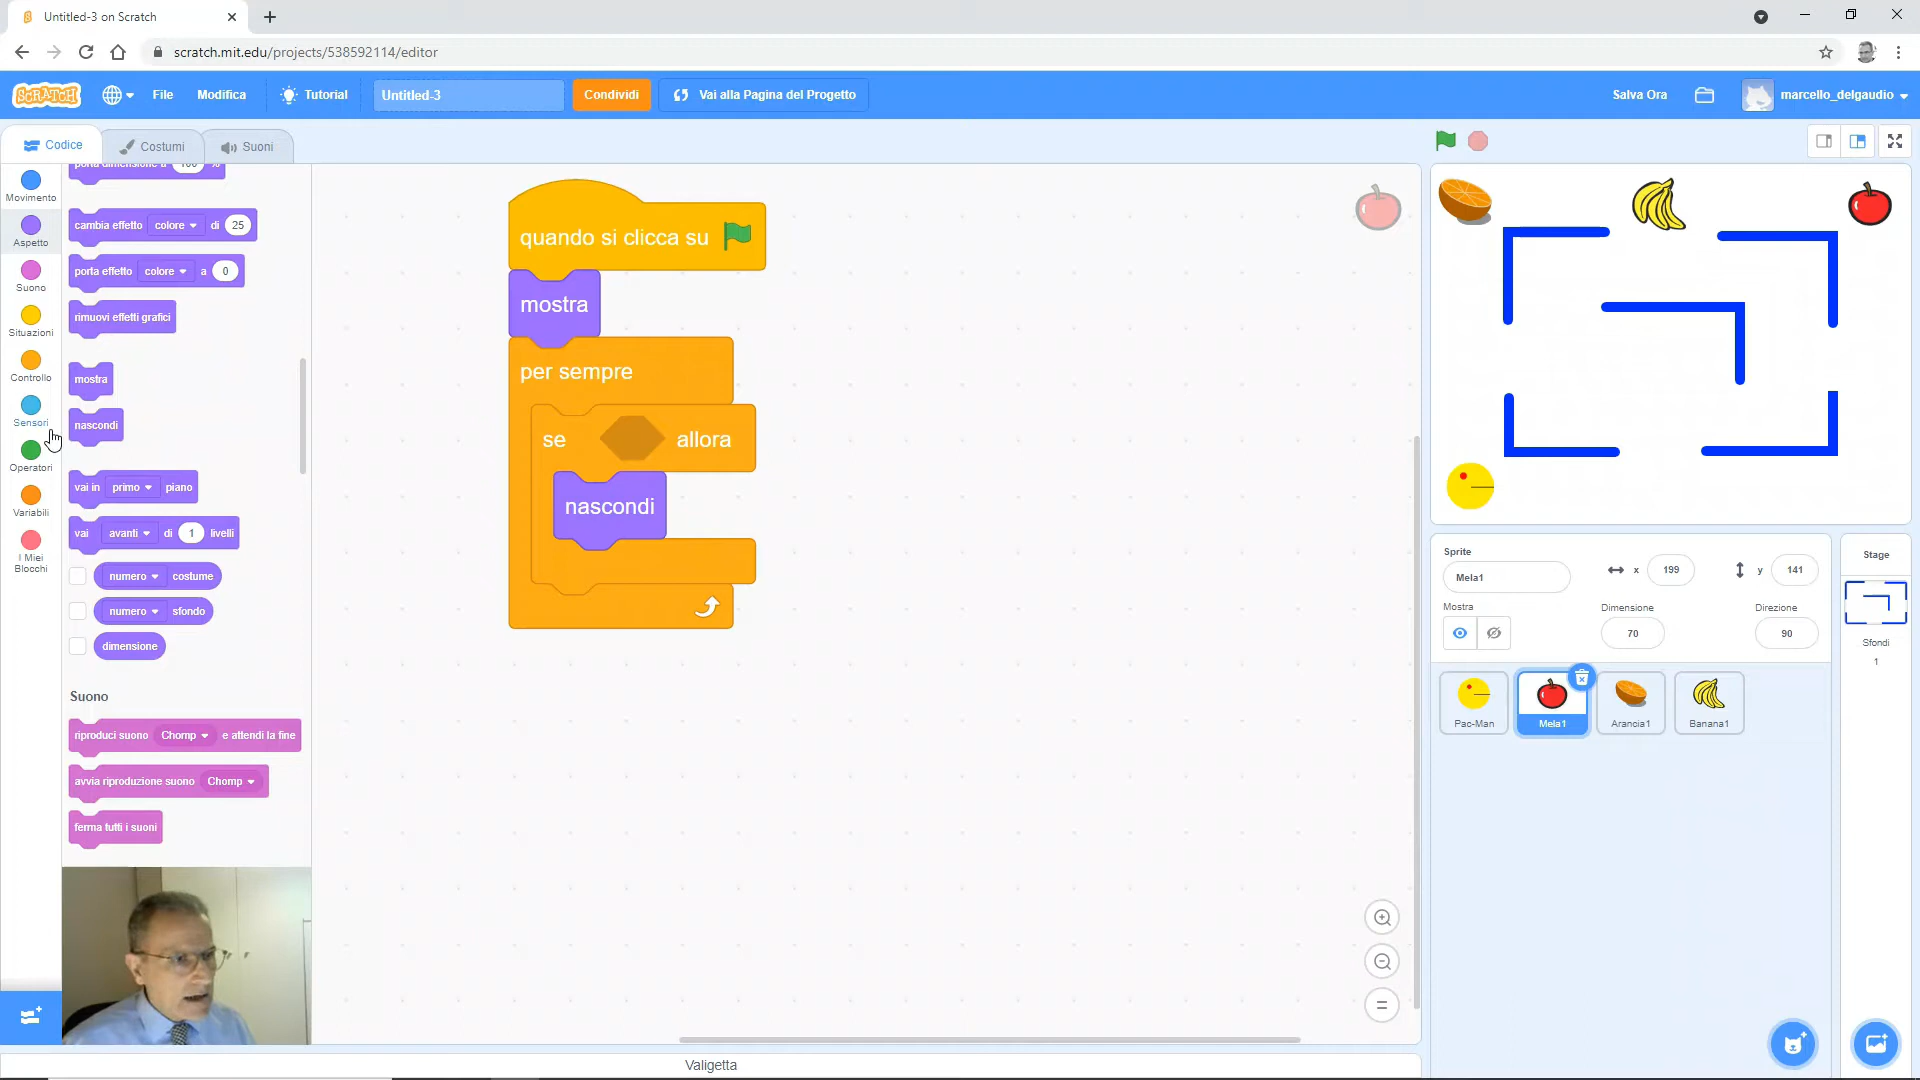 Untitled-3 on Scratch
scratch.mit.edu/projects/538592114/editor
SCRATCH
File
Modifica
Tutorial
Untitled-3
Condividi
Vai alla Pagina del Progetto
Salva Ora
marcello_delgaudio
Codice
Costumi
Suoni
Movimento
Aspetto
Suono
Situazioni
Controllo
Sensori
Operatori
Variabili
I Miei
Blocchi
porta dimensione a 100 %
cambia effetto colore di 25
porta effetto colore a 0
rimuovi effetti grafici
mostra
nascondi
vai in primo piano
vai avanti di 1 livelli
numero costume
numero sfondo
dimensione
Suono
riproduci suono Chomp e attendi la fine
avvia riproduzione suono Chomp
ferma tutti i suoni
quando si clicca su
mostra
per sempre
se allora
nascondi
Valigetta
Sprite
Mela1
x 199
y 141
Mostra
Dimensione
70
Direzione
90
Pac-Man
Mela1
Arancia1
Banana1
Stage
Sfondi
1